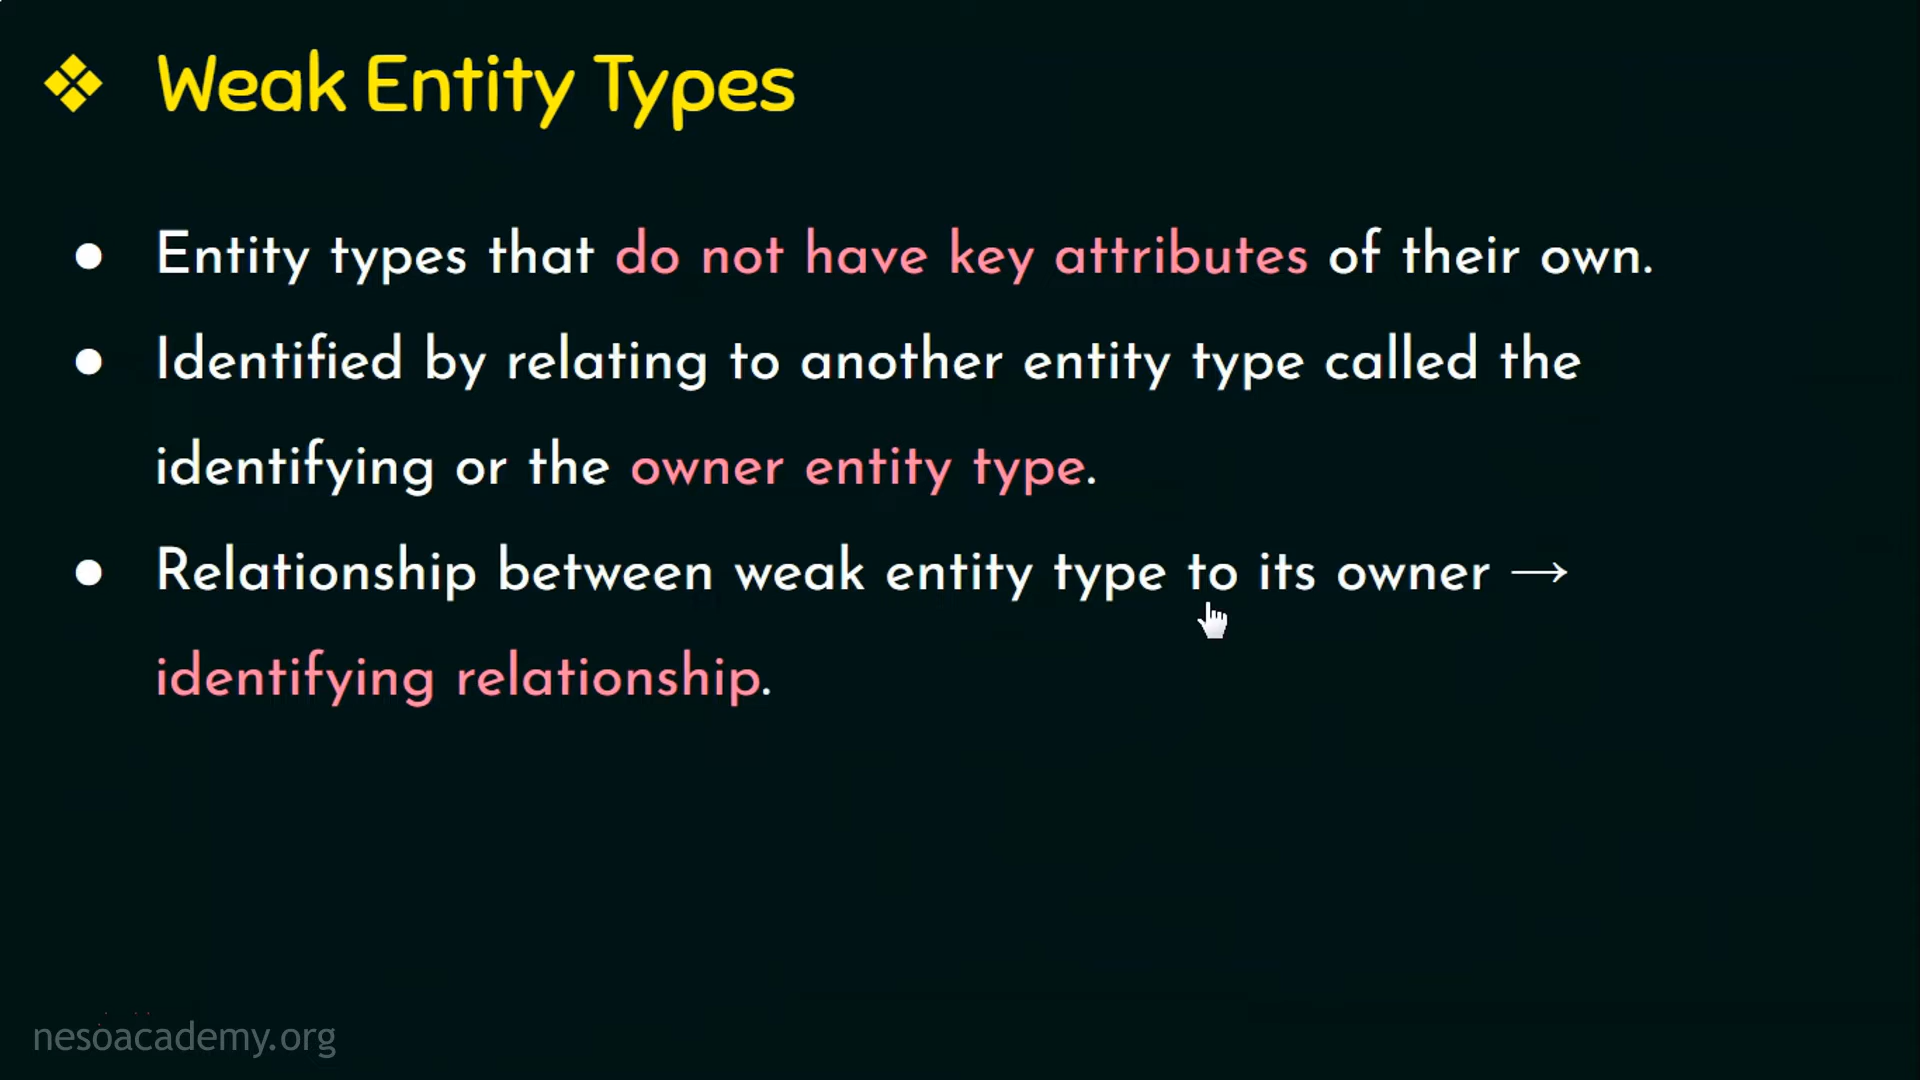 ❖ Weak Entity Types
● Entity types that do not have key attributes of their own.
● Identified by relating to another entity type called the
identifying or the owner entity type.
● Relationship between weak entity type to its owner →
identifying relationship.
nesoacademy.org